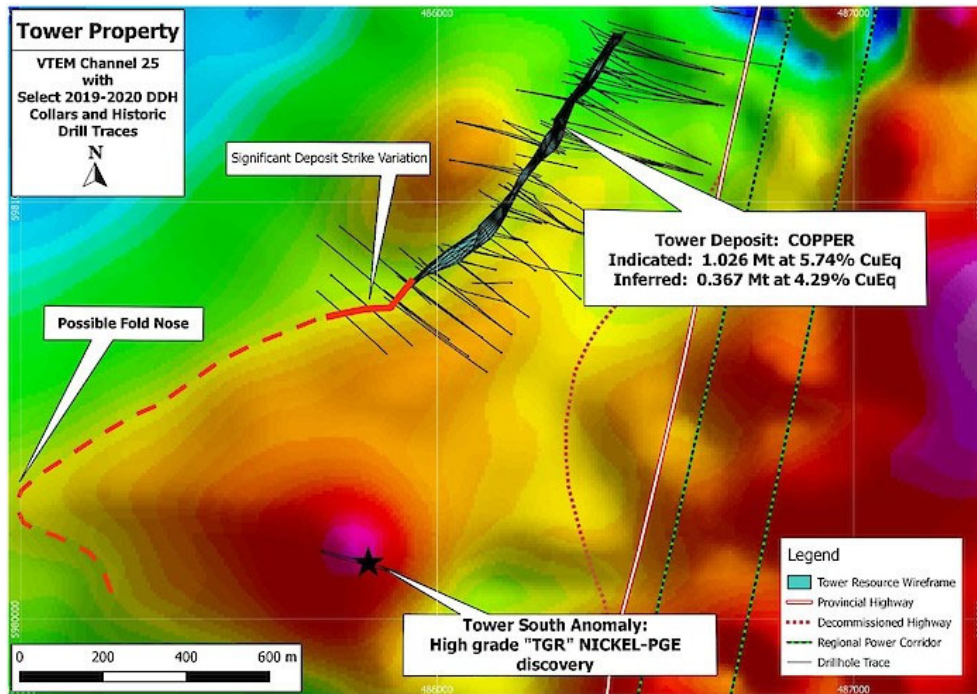 Tower Property
VTEM Channel 25
with
Select 2019-2020 DDH
Collars and Historic
Drill Traces
N
486000
487000
Significant Deposit Strike Variation
Tower Deposit: COPPER
Indicated: 1.026 Mt at 5.74% CuEq
Inferred: 0.367 Mt at 4.29% CuEq
Possible Fold Nose
Tower South Anomaly:
High grade "TGR" NICKEL-PGE
discovery
Legend
Tower Resource Wireframe
Provincial Highway
Decommissioned Highway
Regional Power Corridor
Drillhole Trace
5980000
0 200 400 600 m
486000
487000